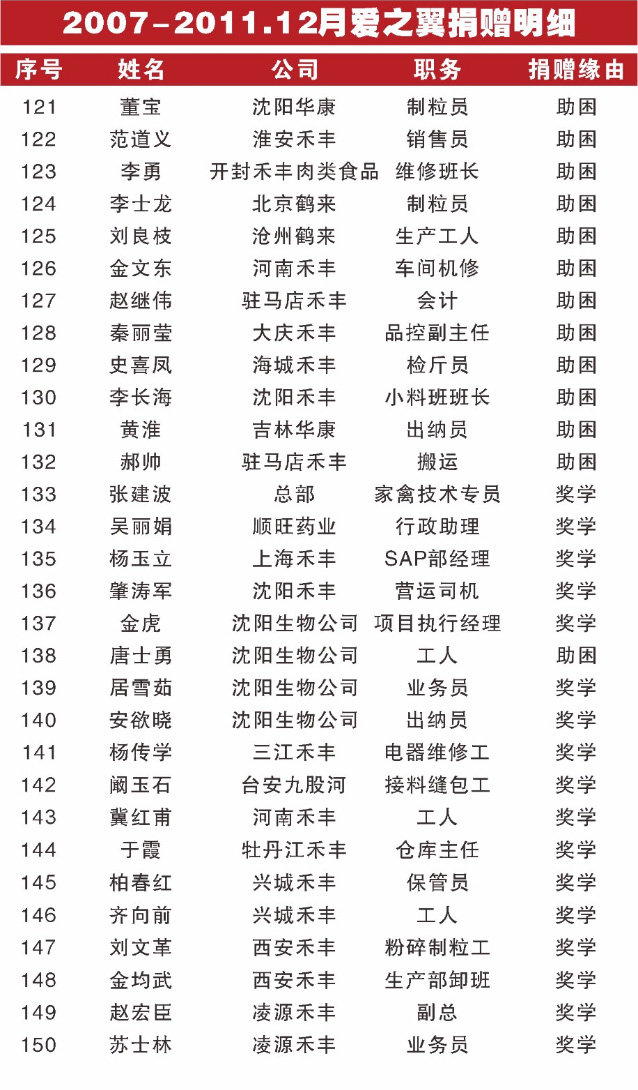 2007-2011.12月爱之翼捐赠明细
序号 姓名 公司 职务 捐赠缘由
121 董宝 沈阳华康 制粒员 助困
122 范道义 淮安禾丰 销售员 助困
123 李勇 开封禾丰肉类食品 维修班长 助困
124 李士龙 北京鹤来 制粒员 助困
125 刘良枝 沧州鹤来 生产工人 助困
126 金文东 河南禾丰 车间机修 助困
127 赵继伟 驻马店禾丰 会计 助困
128 秦丽莹 大庆禾丰 品控副主任 助困
129 史喜凤 海城禾丰 检斤员 助困
130 李长海 沈阳禾丰 小料班班长 助困
131 黄淮 吉林华康 出纳员 助困
132 郝帅 驻马店禾丰 搬运 助困
133 张建波 总部 家禽技术专员 奖学
134 吴丽娟 顺旺药业 行政助理 奖学
135 杨玉立 上海禾丰 SAP部经理 奖学
136 肇涛军 沈阳禾丰 营运司机 奖学
137 金虎 沈阳生物公司 项目执行经理 奖学
138 唐士勇 沈阳生物公司 工人 助困
139 居雪茹 沈阳生物公司 业务员 奖学
140 安欲晓 沈阳生物公司 出纳员 奖学
141 杨传学 三江禾丰 电器维修工 奖学
142 阚玉石 台安九股河 接料缝包工 奖学
143 冀红甫 河南禾丰 工人 奖学
144 于霞 牡丹江禾丰 仓库主任 奖学
145 柏春红 兴城禾丰 保管员 奖学
146 齐向前 兴城禾丰 工人 奖学
147 刘文革 西安禾丰 粉碎制粒工 奖学
148 金均武 西安禾丰 生产部卸班 奖学
149 赵宏臣 凌源禾丰 副总 奖学
150 苏士林 凌源禾丰 业务员 奖学